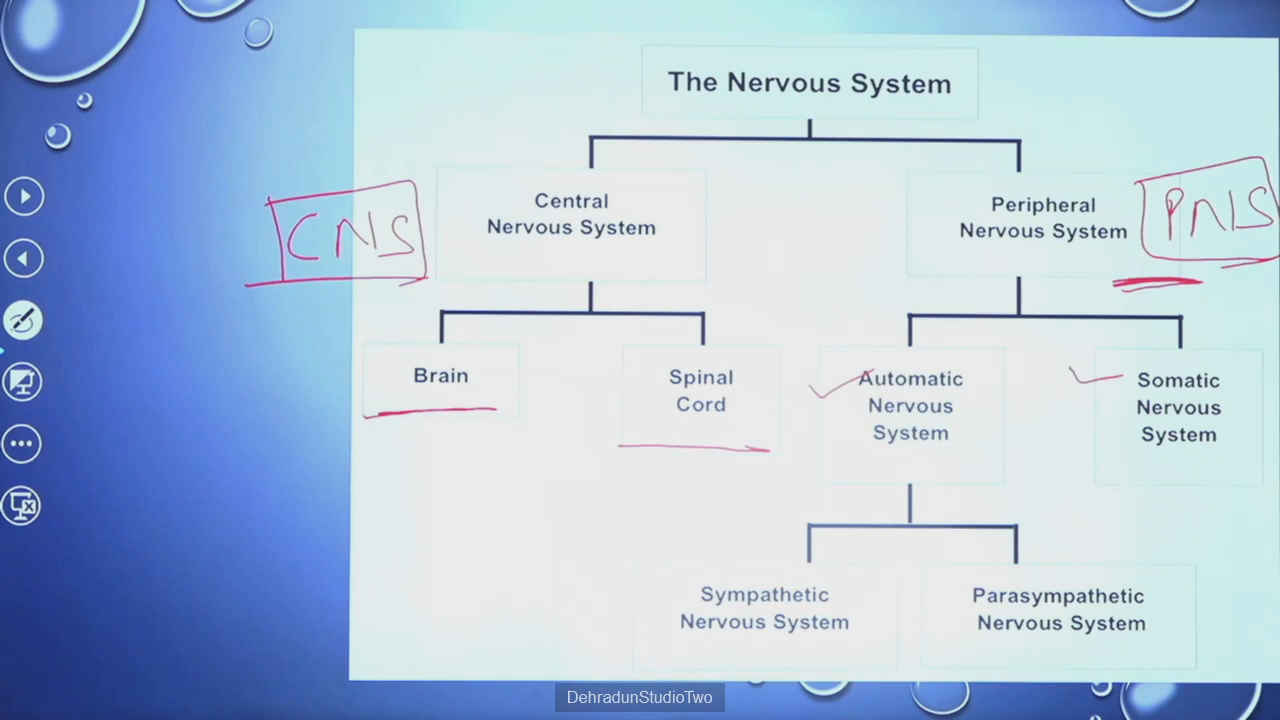 The Nervous System
Central
Nervous System
CNS
Peripheral
Nervous System
PNS
Brain
Spinal
Cord
Automatic
Nervous
System
Somatic
Nervous
System
Sympathetic
Nervous System
Parasympathetic
Nervous System
DehradunStudioTwo